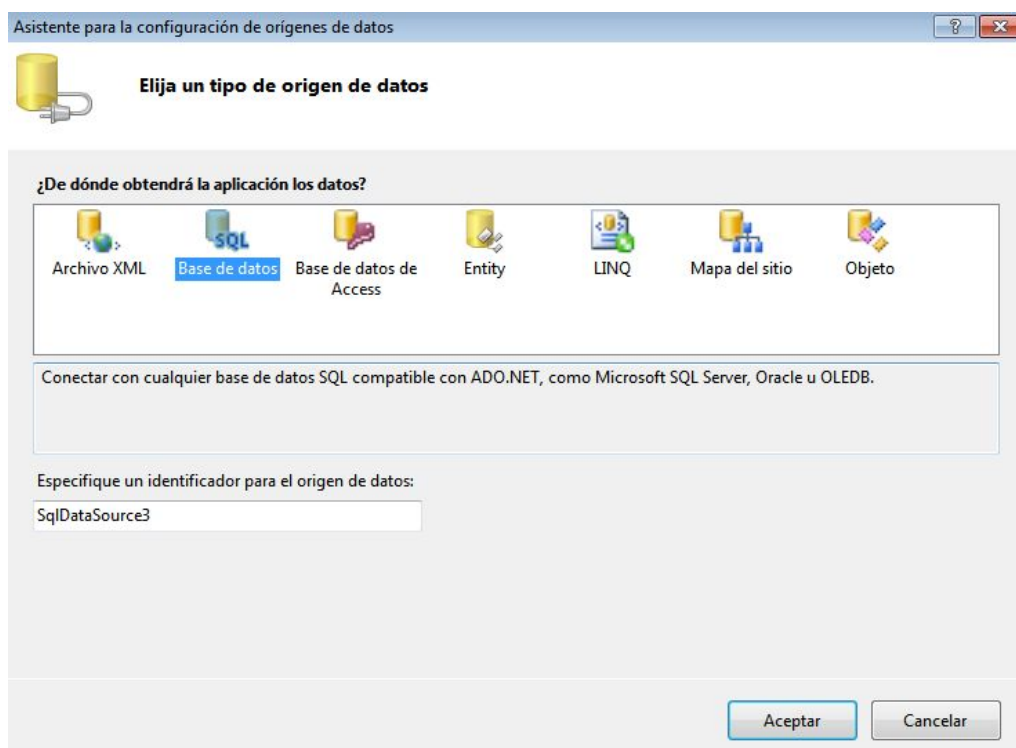 Asistente para la configuración de orígenes de datos
Elija un tipo de origen de datos
¿De dónde obtendrá la aplicación los datos?
SQL
Archivo XML
Base de datos
Base de datos de
Access
Entity
LINQ
Mapa del sitio
Objeto
Conectar con cualquier base de datos SQL compatible con ADO.NET, como Microsoft SQL Server, Oracle u OLEDB.
Especifique un identificador para el origen de datos:
SqlDataSource3
Aceptar
Cancelar